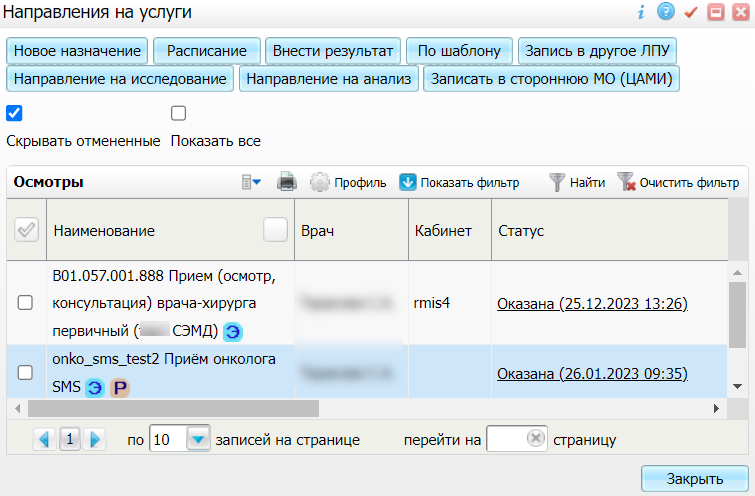 Направления на услуги
Новое назначение Расписание Внести результат По шаблону Запись в другое ЛПУ
Направление на исследование Направление на анализ Записать в стороннюю МО (ЦАМИ)
Скрывать отмененные Показать все
Осмотры Профиль Показать фильтр Найти Очистить фильтр
Наименование Врач Кабинет Статус
B01.057.001.888 Прием (осмотр,
консультация) врача-хирурга rmis4 Оказана (25.12.2023 13:26)
первичный ( СЭМД) Э
onko_sms_test2 Приём онколога
SMS Э Р Оказана (26.01.2023 09:35)
1 по 10 записей на странице перейти на страницу
Закрыть